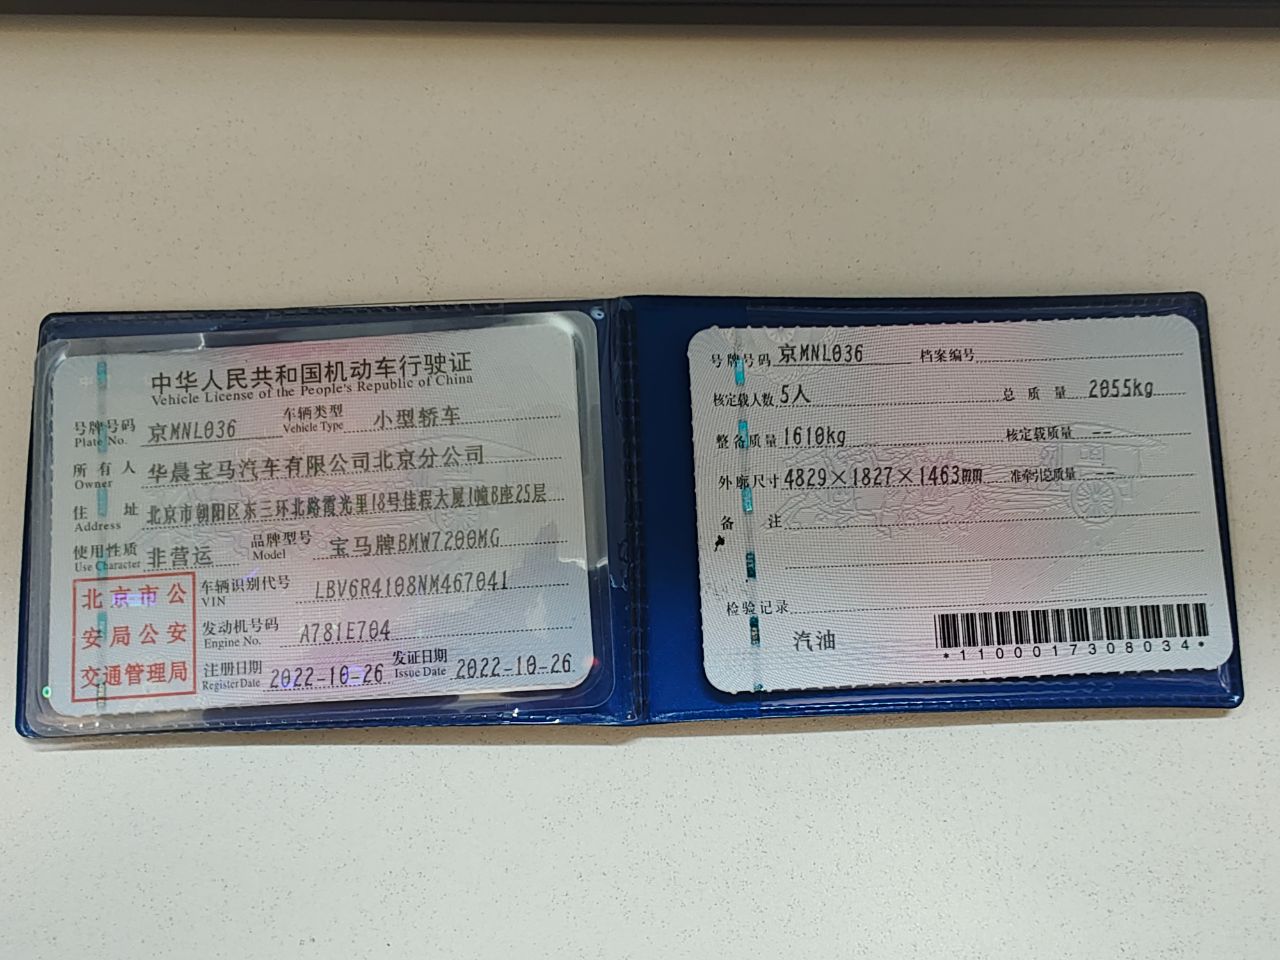 中华人民共和国机动车行驶证
Vehicle License of the People's Republic of China
号牌号码 Plate No. 京MNL036 车辆类型 Vehicle Type 小型轿车
所有人 Owner 华晨宝马汽车有限公司北京分公司
住址 Address 北京市朝阳区东三环北路霞光里18号佳程大厦1幢B座25层
使用性质 Use Character 非营运 品牌型号 Model 宝马牌BMW7200MG
北京市公
安局公安
交通管理局
车辆识别代号 VIN LBV6R4108NM467041
发动机号码 Engine No. A781E704
注册日期 Register Date 2022-10-26 发证日期 Issue Date 2022-10-26
号牌号码 京MNL036 档案编号
核定载人数 5人 总质量 2055kg
整备质量 1610kg 核定载质量 --
外廓尺寸 4829×1827×1463mm 准牵引总质量 --
备注
检验记录
汽油
*1100017308034*